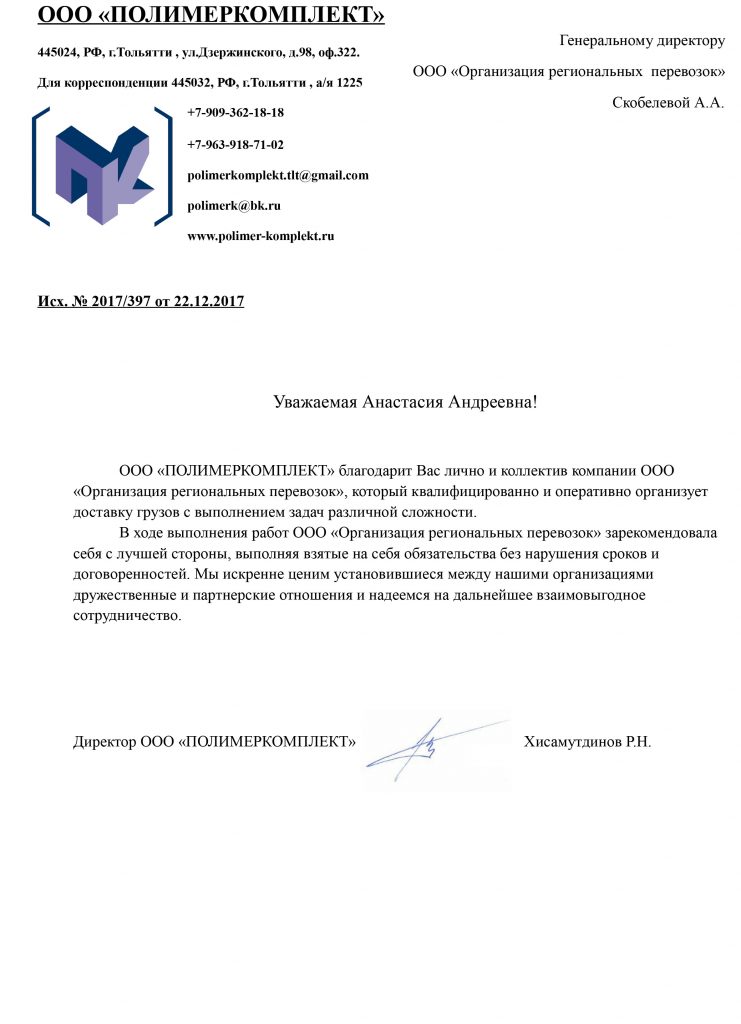 ООО «ПОЛИМЕРКОМПЛЕКТ»
445024, РФ, г.Тольятти , ул.Дзержинского, д.98, оф.322.
Для корреспонденции 445032, РФ, г.Тольятти , а/я 1225
+7-909-362-18-18
+7-963-918-71-02
polimerkomplekt.tlt@gmail.com
polimerk@bk.ru
www.polimer-komplekt.ru
Генеральному директору
ООО «Организация региональных перевозок»
Скобелевой А.А.
Исх. № 2017/397 от 22.12.2017
Уважаемая Анастасия Андреевна!
ООО «ПОЛИМЕРКОМПЛЕКТ» благодарит Вас лично и коллектив компании ООО
«Организация региональных перевозок», который квалифицированно и оперативно организует
доставку грузов с выполнением задач различной сложности.
В ходе выполнения работ ООО «Организация региональных перевозок» зарекомендовала
себя с лучшей стороны, выполняя взятые на себя обязательства без нарушения сроков и
договоренностей. Мы искренне ценим установившиеся между нашими организациями
дружественные и партнерские отношения и надеемся на дальнейшее взаимовыгодное
сотрудничество.
Директор ООО «ПОЛИМЕРКОМПЛЕКТ» Хисамутдинов Р.Н.